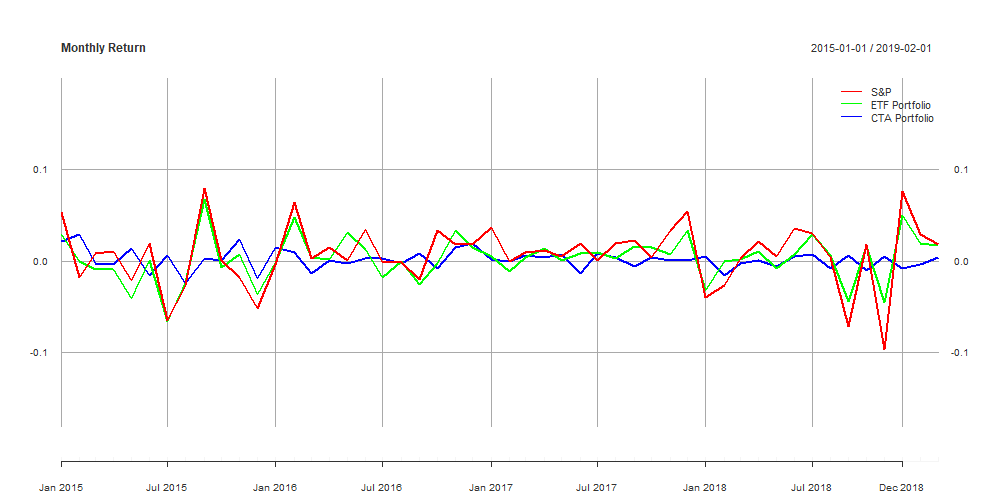 Monthly Return
2015-01-01 / 2019-02-01
S&P
ETF Portfolio
CTA Portfolio
0.1 0.1
0.0 0.0
-0.1 -0.1
Jan 2015 Jul 2015 Jan 2016 Jul 2016 Jan 2017 Jul 2017 Jan 2018 Jul 2018 Dec 2018